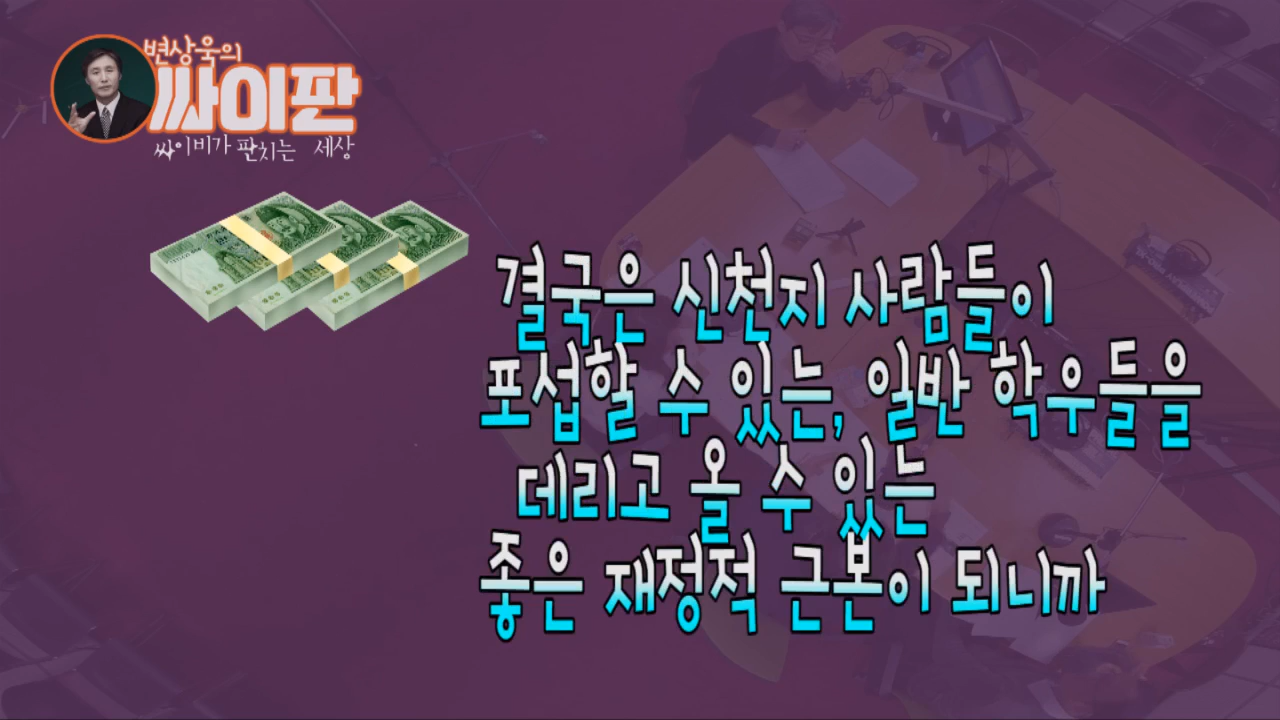 변상욱의
싸이판
싸이비가 판치는 세상
결국은 신천지 사람들이
포섭할 수 있는, 일반 학우들을
데리고 올 수 있는
좋은 재정적 근본이 되니까